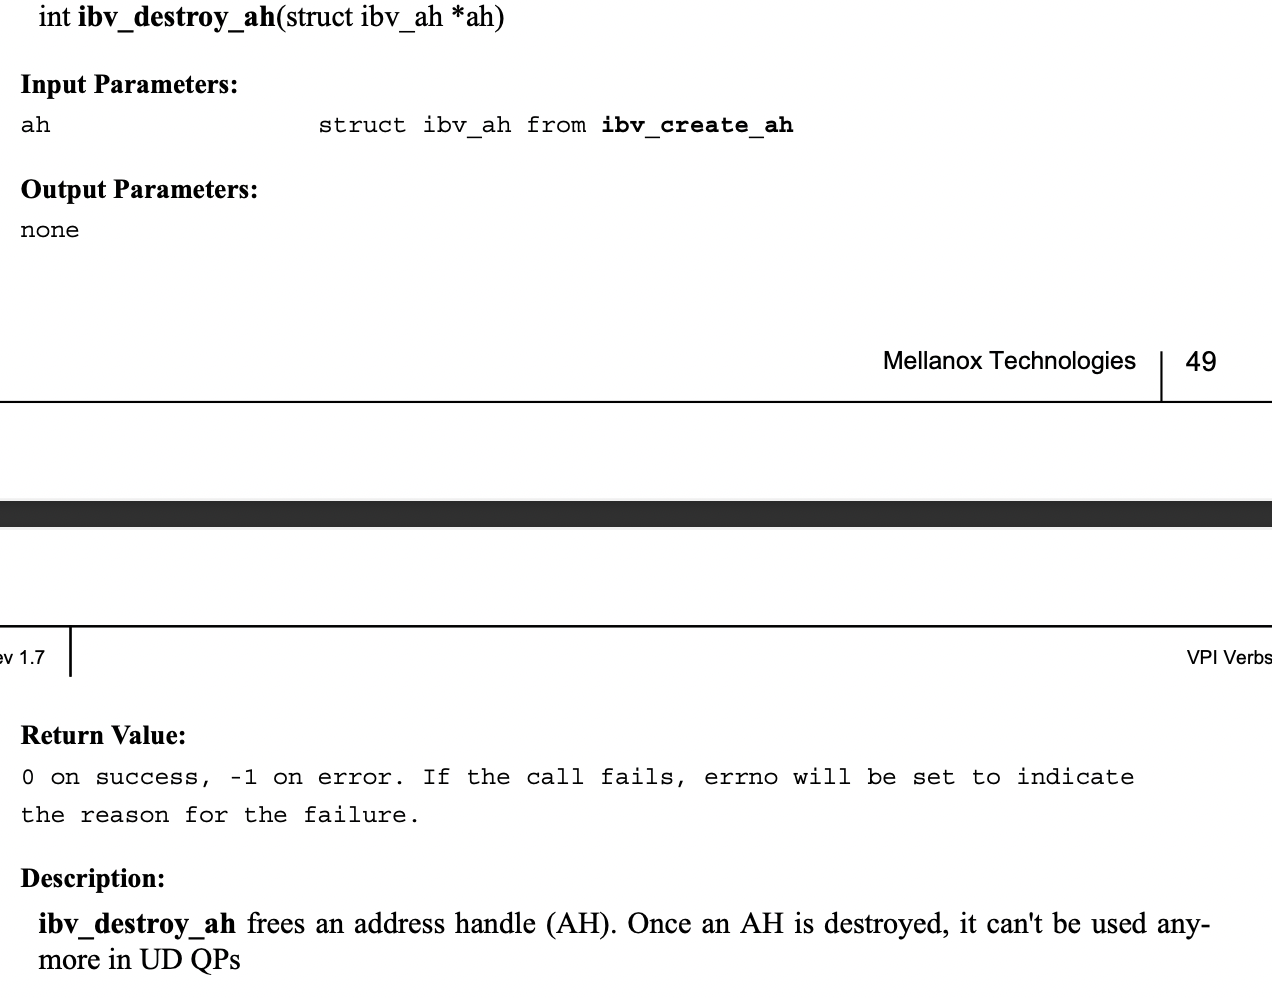 int ibv_destroy_ah(struct ibv_ah *ah)
Input Parameters:
ah struct ibv_ah from ibv_create_ah
Output Parameters:
none
Mellanox Technologies 49
ev 1.7 VPI Verbs
Return Value:
0 on success, -1 on error. If the call fails, errno will be set to indicate
the reason for the failure.
Description:
ibv_destroy_ah frees an address handle (AH). Once an AH is destroyed, it can't be used any-
more in UD QPs